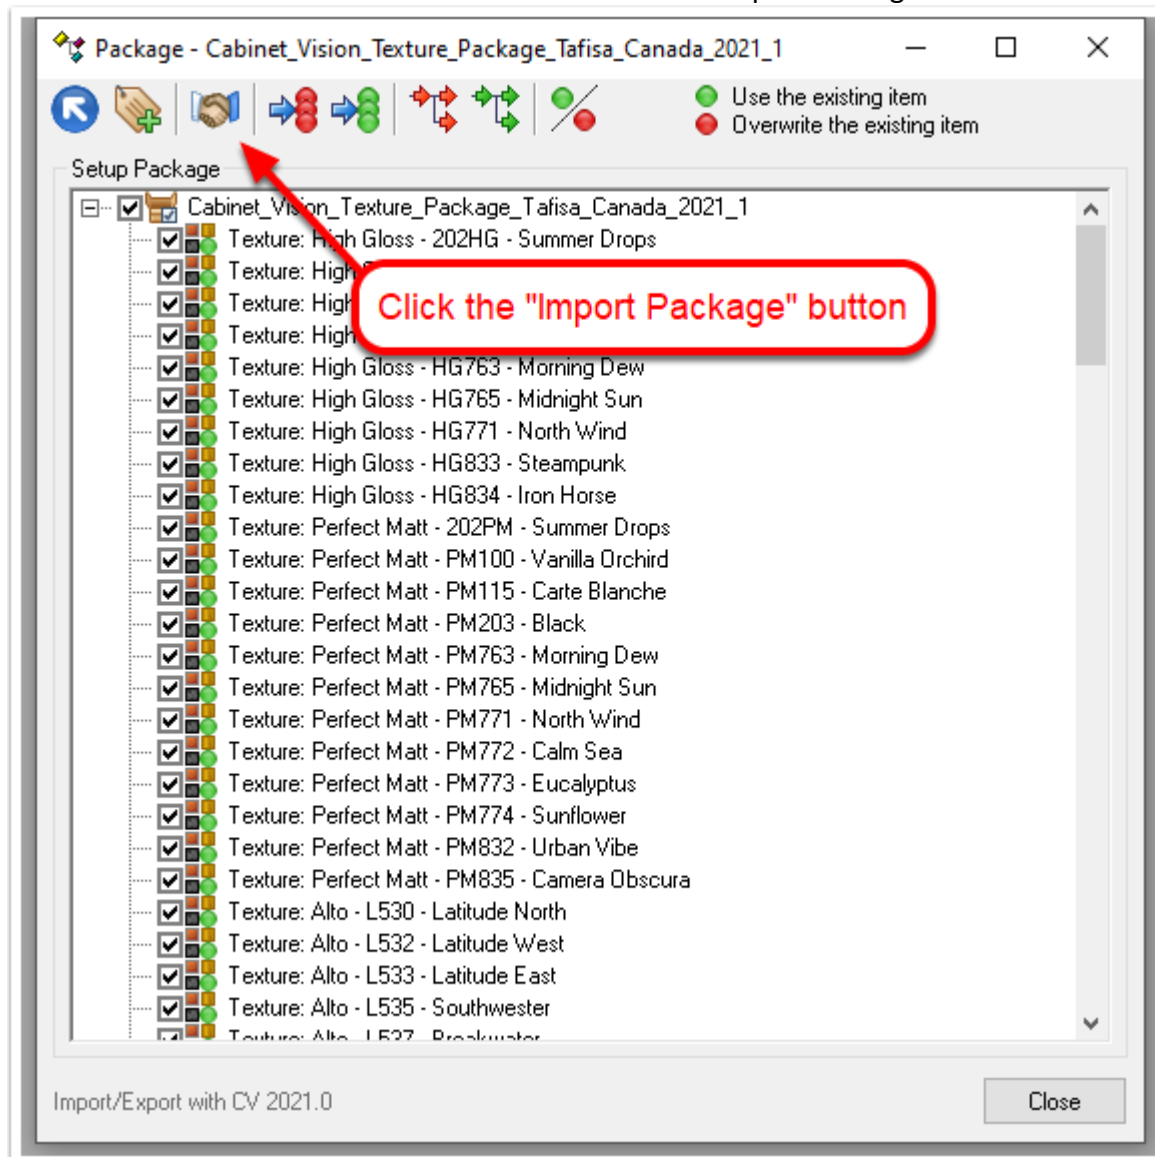 Package - Cabinet_Vision_Texture_Package_Tafisa_Canada_2021_1
Use the existing item
Overwrite the existing item
Setup Package
Cabinet_Vision_Texture_Package_Tafisa_Canada_2021_1
Texture: High Gloss - 202HG - Summer Drops
Texture: High
Texture: High
Texture: High
Click the "Import Package" button
Texture: High Gloss - HG763 - Morning Dew
Texture: High Gloss - HG765 - Midnight Sun
Texture: High Gloss - HG771 - North Wind
Texture: High Gloss - HG833 - Steampunk
Texture: High Gloss - HG834 - Iron Horse
Texture: Perfect Matt - 202PM - Summer Drops
Texture: Perfect Matt - PM100 - Vanilla Orchird
Texture: Perfect Matt - PM115 - Carte Blanche
Texture: Perfect Matt - PM203 - Black
Texture: Perfect Matt - PM763 - Morning Dew
Texture: Perfect Matt - PM765 - Midnight Sun
Texture: Perfect Matt - PM771 - North Wind
Texture: Perfect Matt - PM772 - Calm Sea
Texture: Perfect Matt - PM773 - Eucalyptus
Texture: Perfect Matt - PM774 - Sunflower
Texture: Perfect Matt - PM832 - Urban Vibe
Texture: Perfect Matt - PM835 - Camera Obscura
Texture: Alto - L530 - Latitude North
Texture: Alto - L532 - Latitude West
Texture: Alto - L533 - Latitude East
Texture: Alto - L535 - Southwester
Texture: Alto - L537 - Breakwater
Import/Export with CV 2021.0
Close